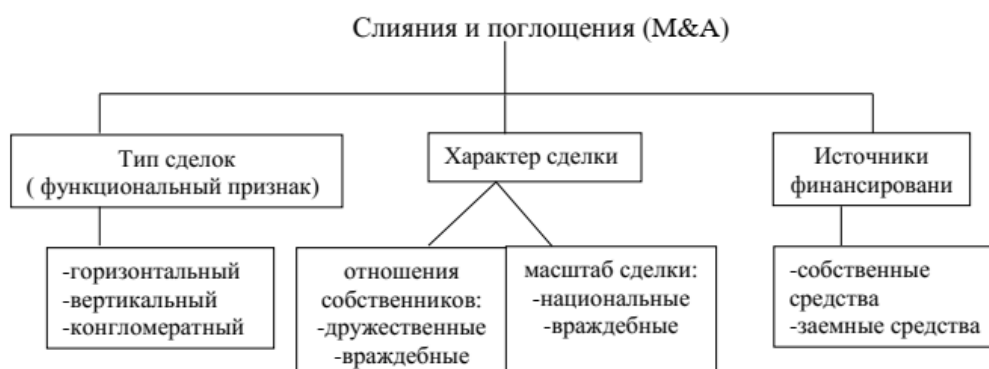 Слияния и поглощения (M&A)
Тип сделок
( функциональный признак)
Характер сделки
Источники
финансировани
-горизонтальный
-вертикальный
-конгломератный
отношения
собственников:
-дружественные
-враждебные
масштаб сделки:
-национальные
-враждебные
-собственные
средства
-заемные средства